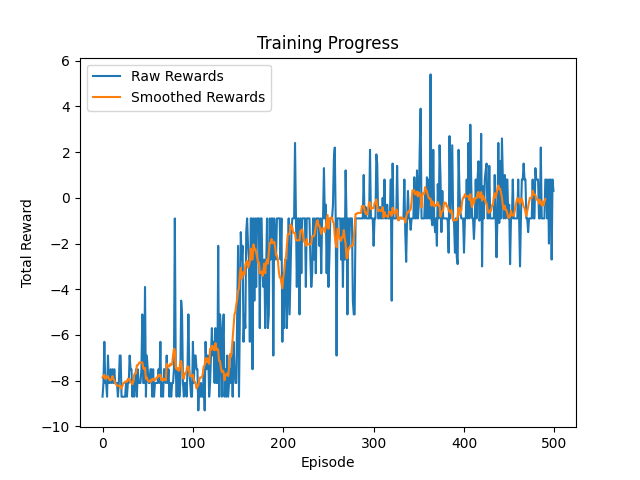 Training Progress
Raw Rewards
Smoothed Rewards
6
4
2
0
−2
−4
−6
−8
−10
Total Reward
0 100 200 300 400 500
Episode